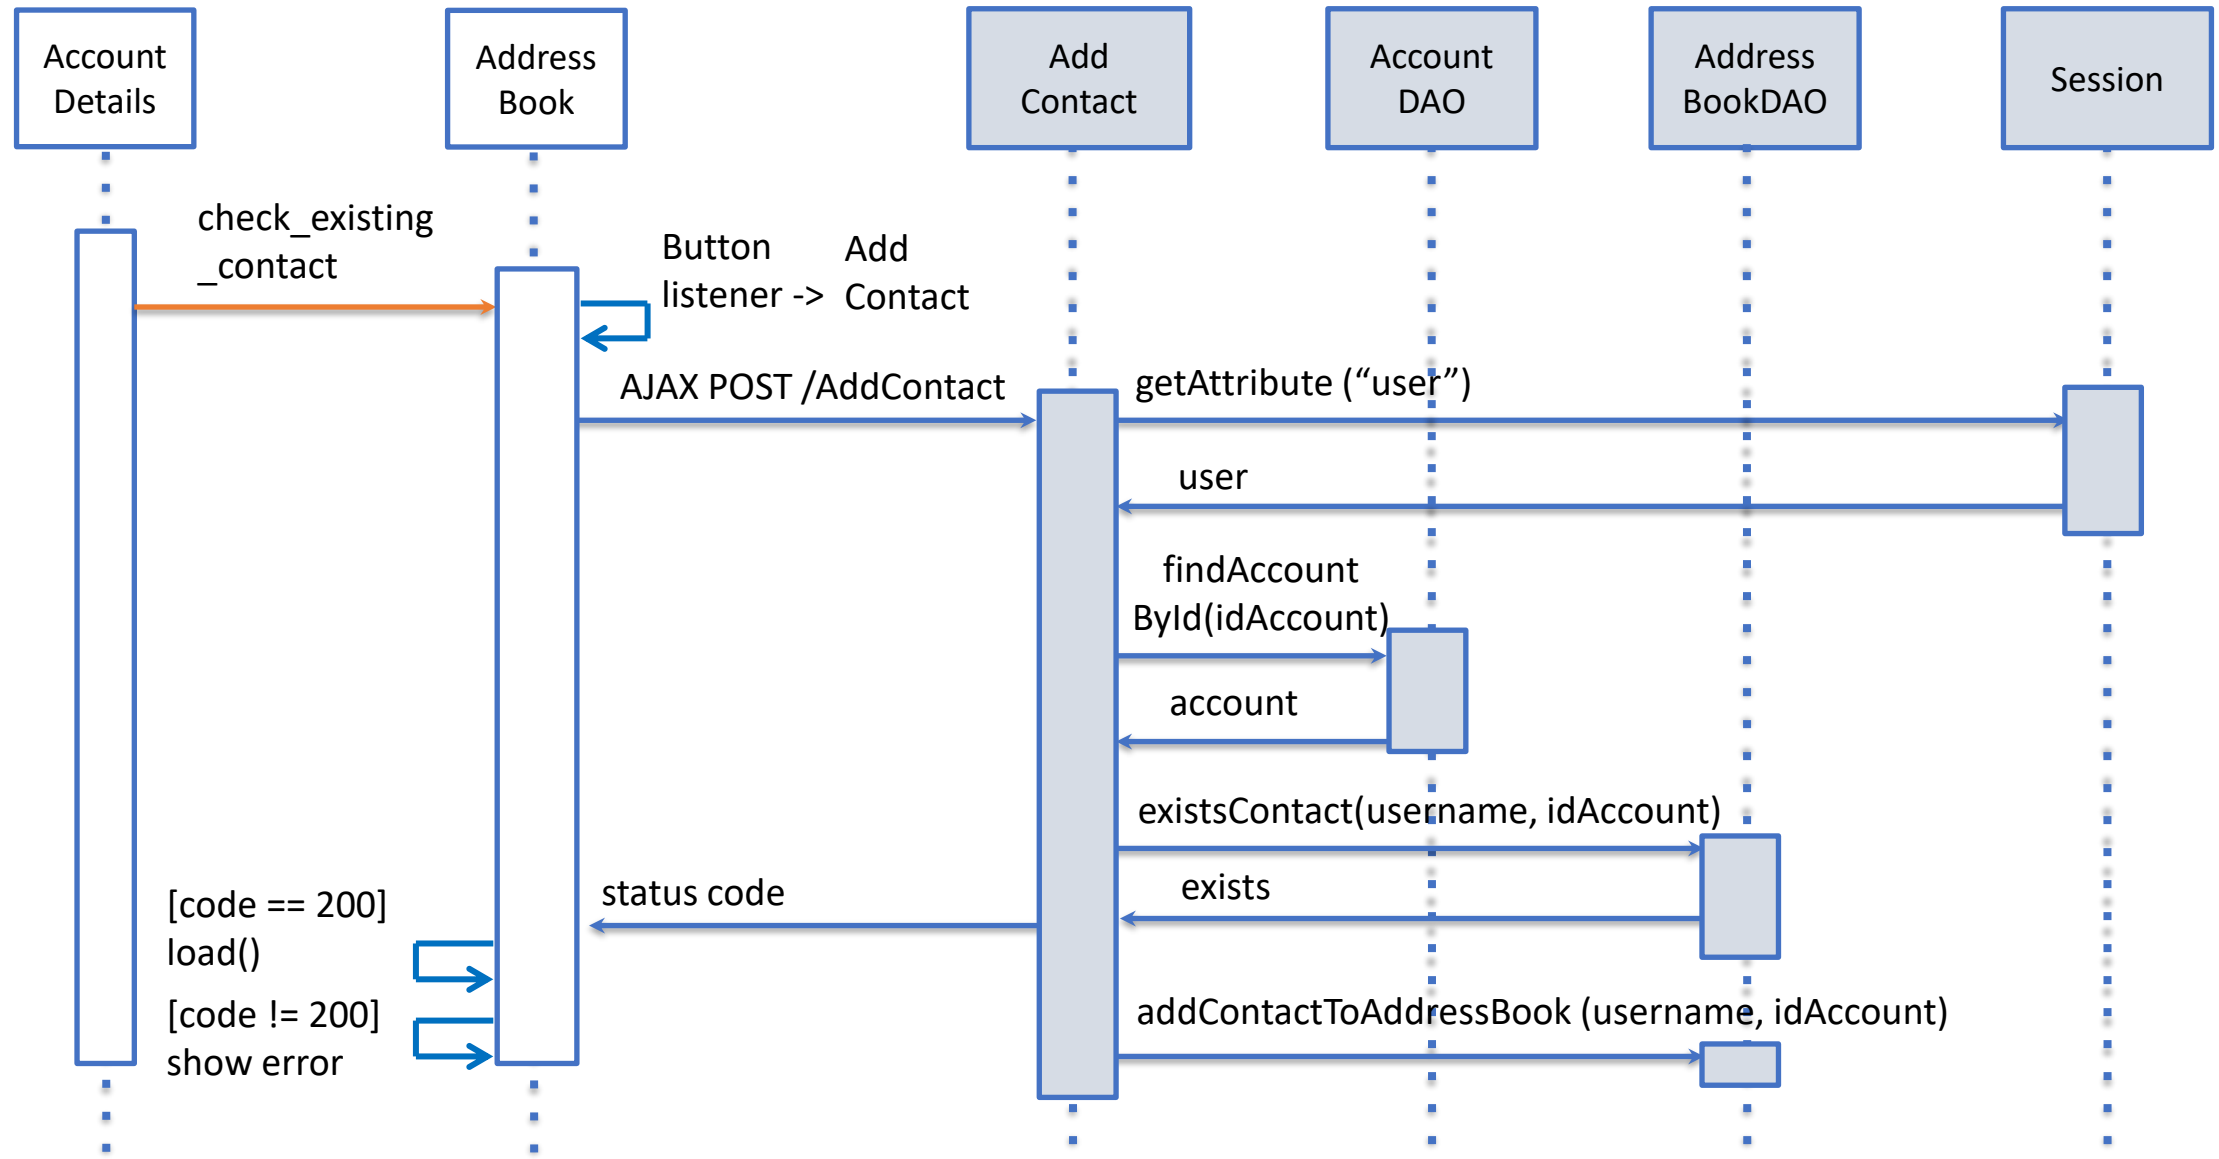 Account
Details
Address
Book
Add
Contact
Account
DAO
Address
BookDAO
Session
check_existing
_contact
Button
listener ->
Add
Contact
AJAX POST /AddContact
getAttribute (“user”)
user
findAccount
ById(idAccount)
account
existsContact(username, idAccount)
exists
status code
[code == 200]
load()
[code != 200]
show error
addContactToAddressBook (username, idAccount)